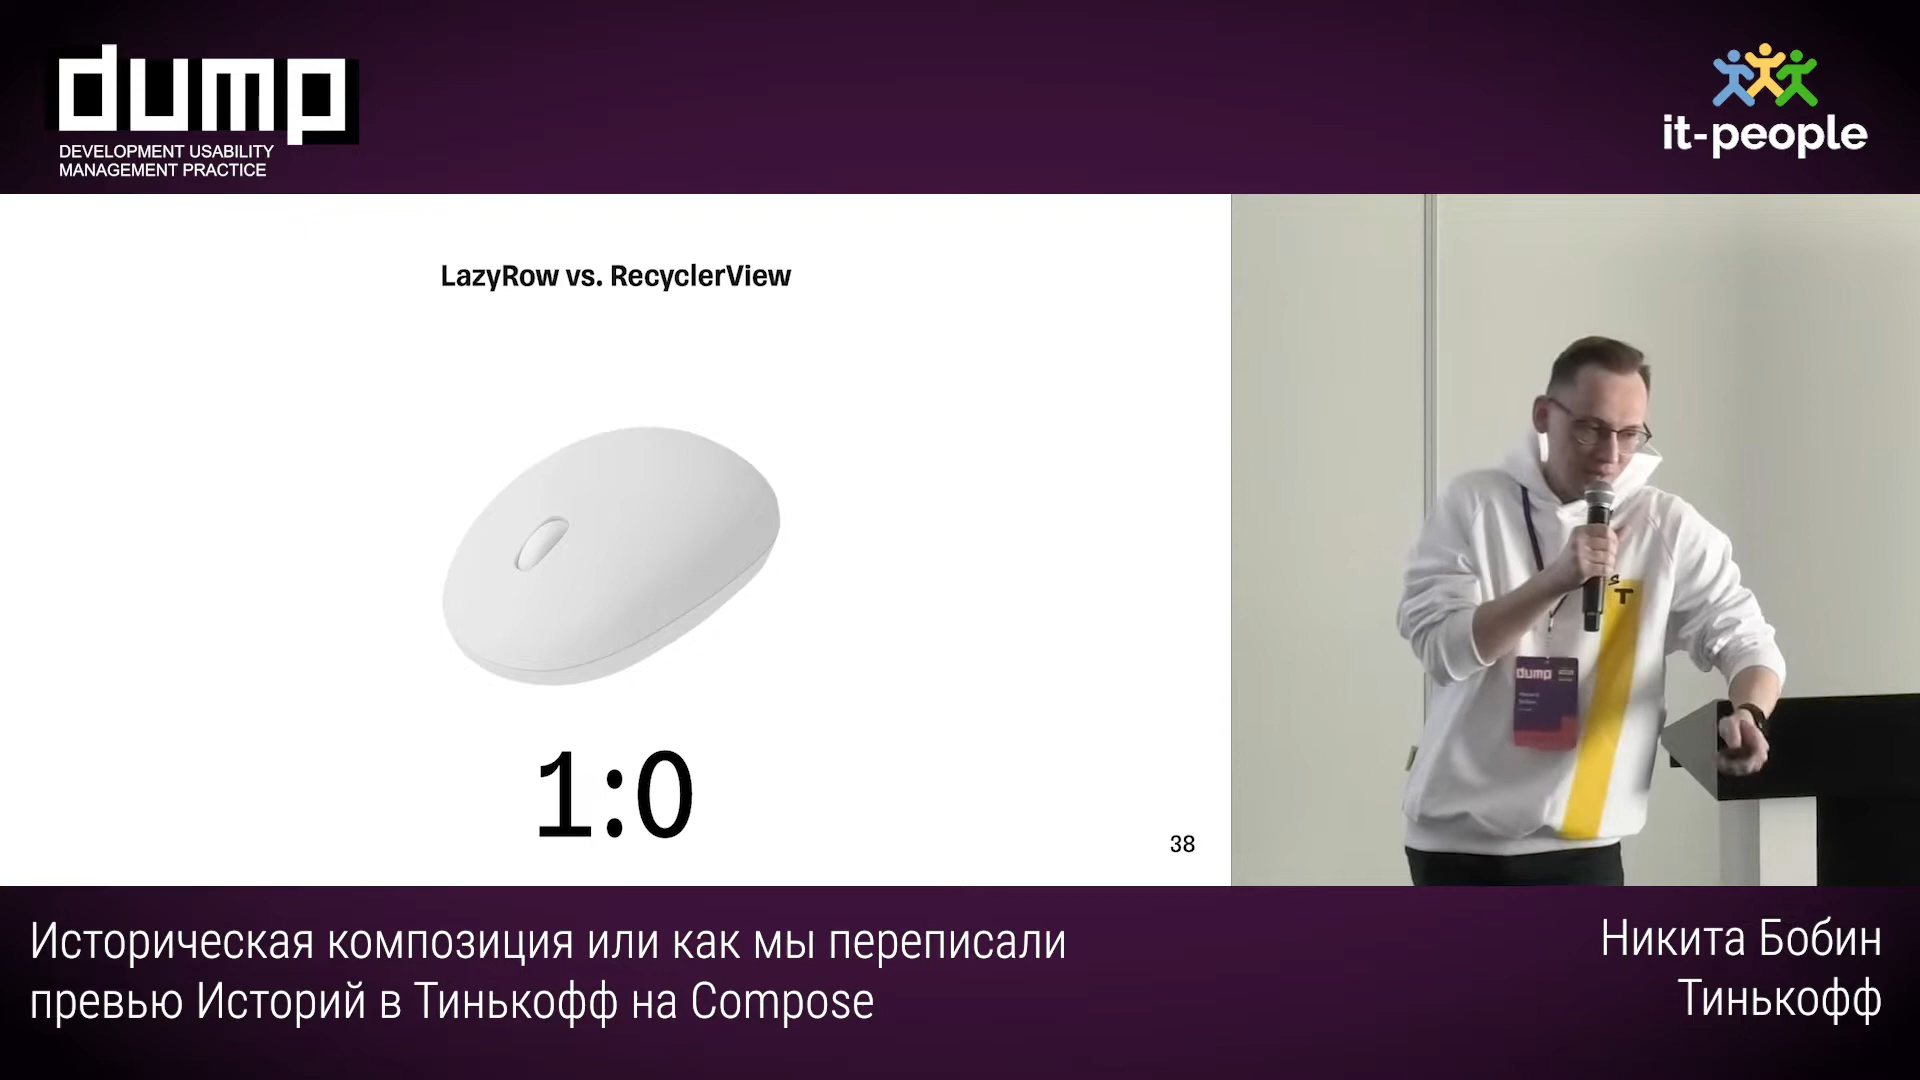 dump
DEVELOPMENT USABILITY
MANAGEMENT PRACTICE
it-people
LazyRow vs. RecyclerView
1:0
38
T
dump
Историческая композиция или как мы переписали
превью Историй в Тинькофф на Compose
Никита Бобин
Тинькофф